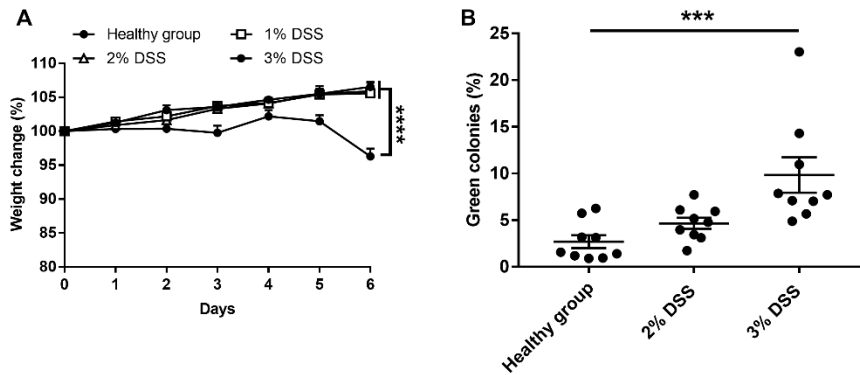 A
Healthy group
1% DSS
2% DSS
3% DSS
Weight change (%)
110
105
100
95
90
85
80
0 1 2 3 4 5 6
Days
****
B
***
Green colonies (%)
25
20
15
10
5
0
Healthy group
2% DSS
3% DSS